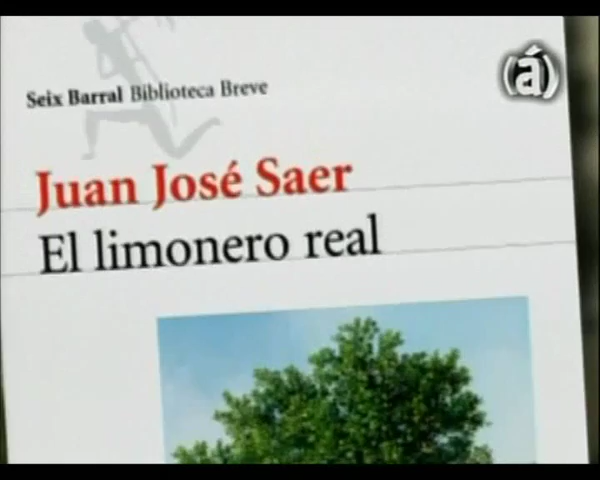 Seix Barral Biblioteca Breve
(á)
Juan José Saer
El limonero real